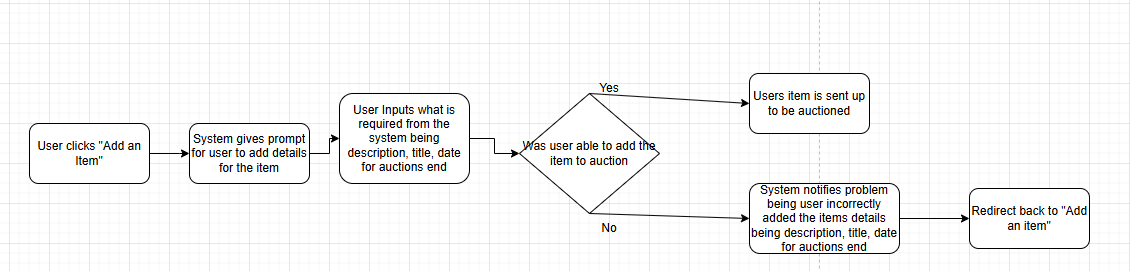 User clicks "Add an
Item"
System gives prompt
for user to add details
for the item
User Inputs what is
required from the
system being
description, title, date
for auctions end
Was user able to add the
item to auction
Yes
Users item is sent up
to be auctioned
No
System notifies problem
being user incorrectly
added the items details
being description, title, date
for auctions end
Redirect back to "Add
an item"